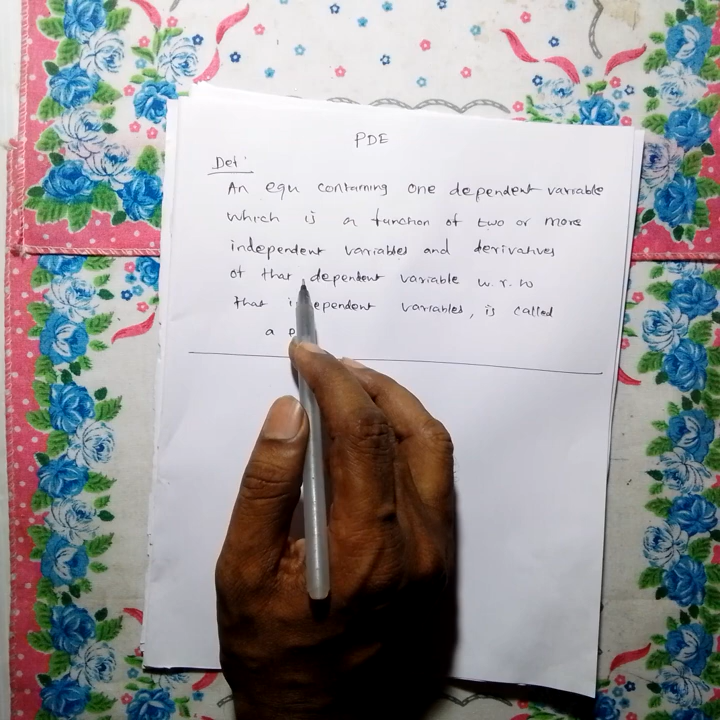 PDE
Def :
An equ containing one dependent variable
which is a function of two or more
independent variables and derivatives
of that dependent variable w.r.to
that independent variables, is called
a